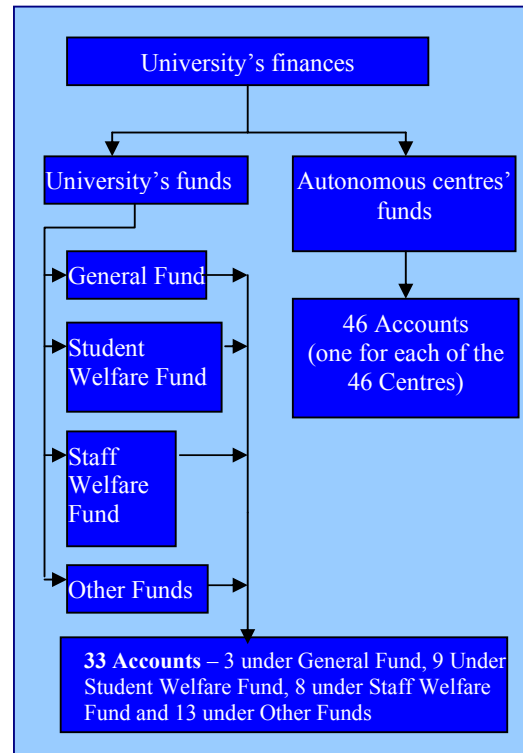 University’s finances
University’s funds
Autonomous centres’
funds
General Fund
Student
Welfare Fund
Staff
Welfare
Fund
Other Funds
46 Accounts
(one for each of the
46 Centres)
33 Accounts – 3 under General Fund, 9 Under
Student Welfare Fund, 8 under Staff Welfare
Fund and 13 under Other Funds